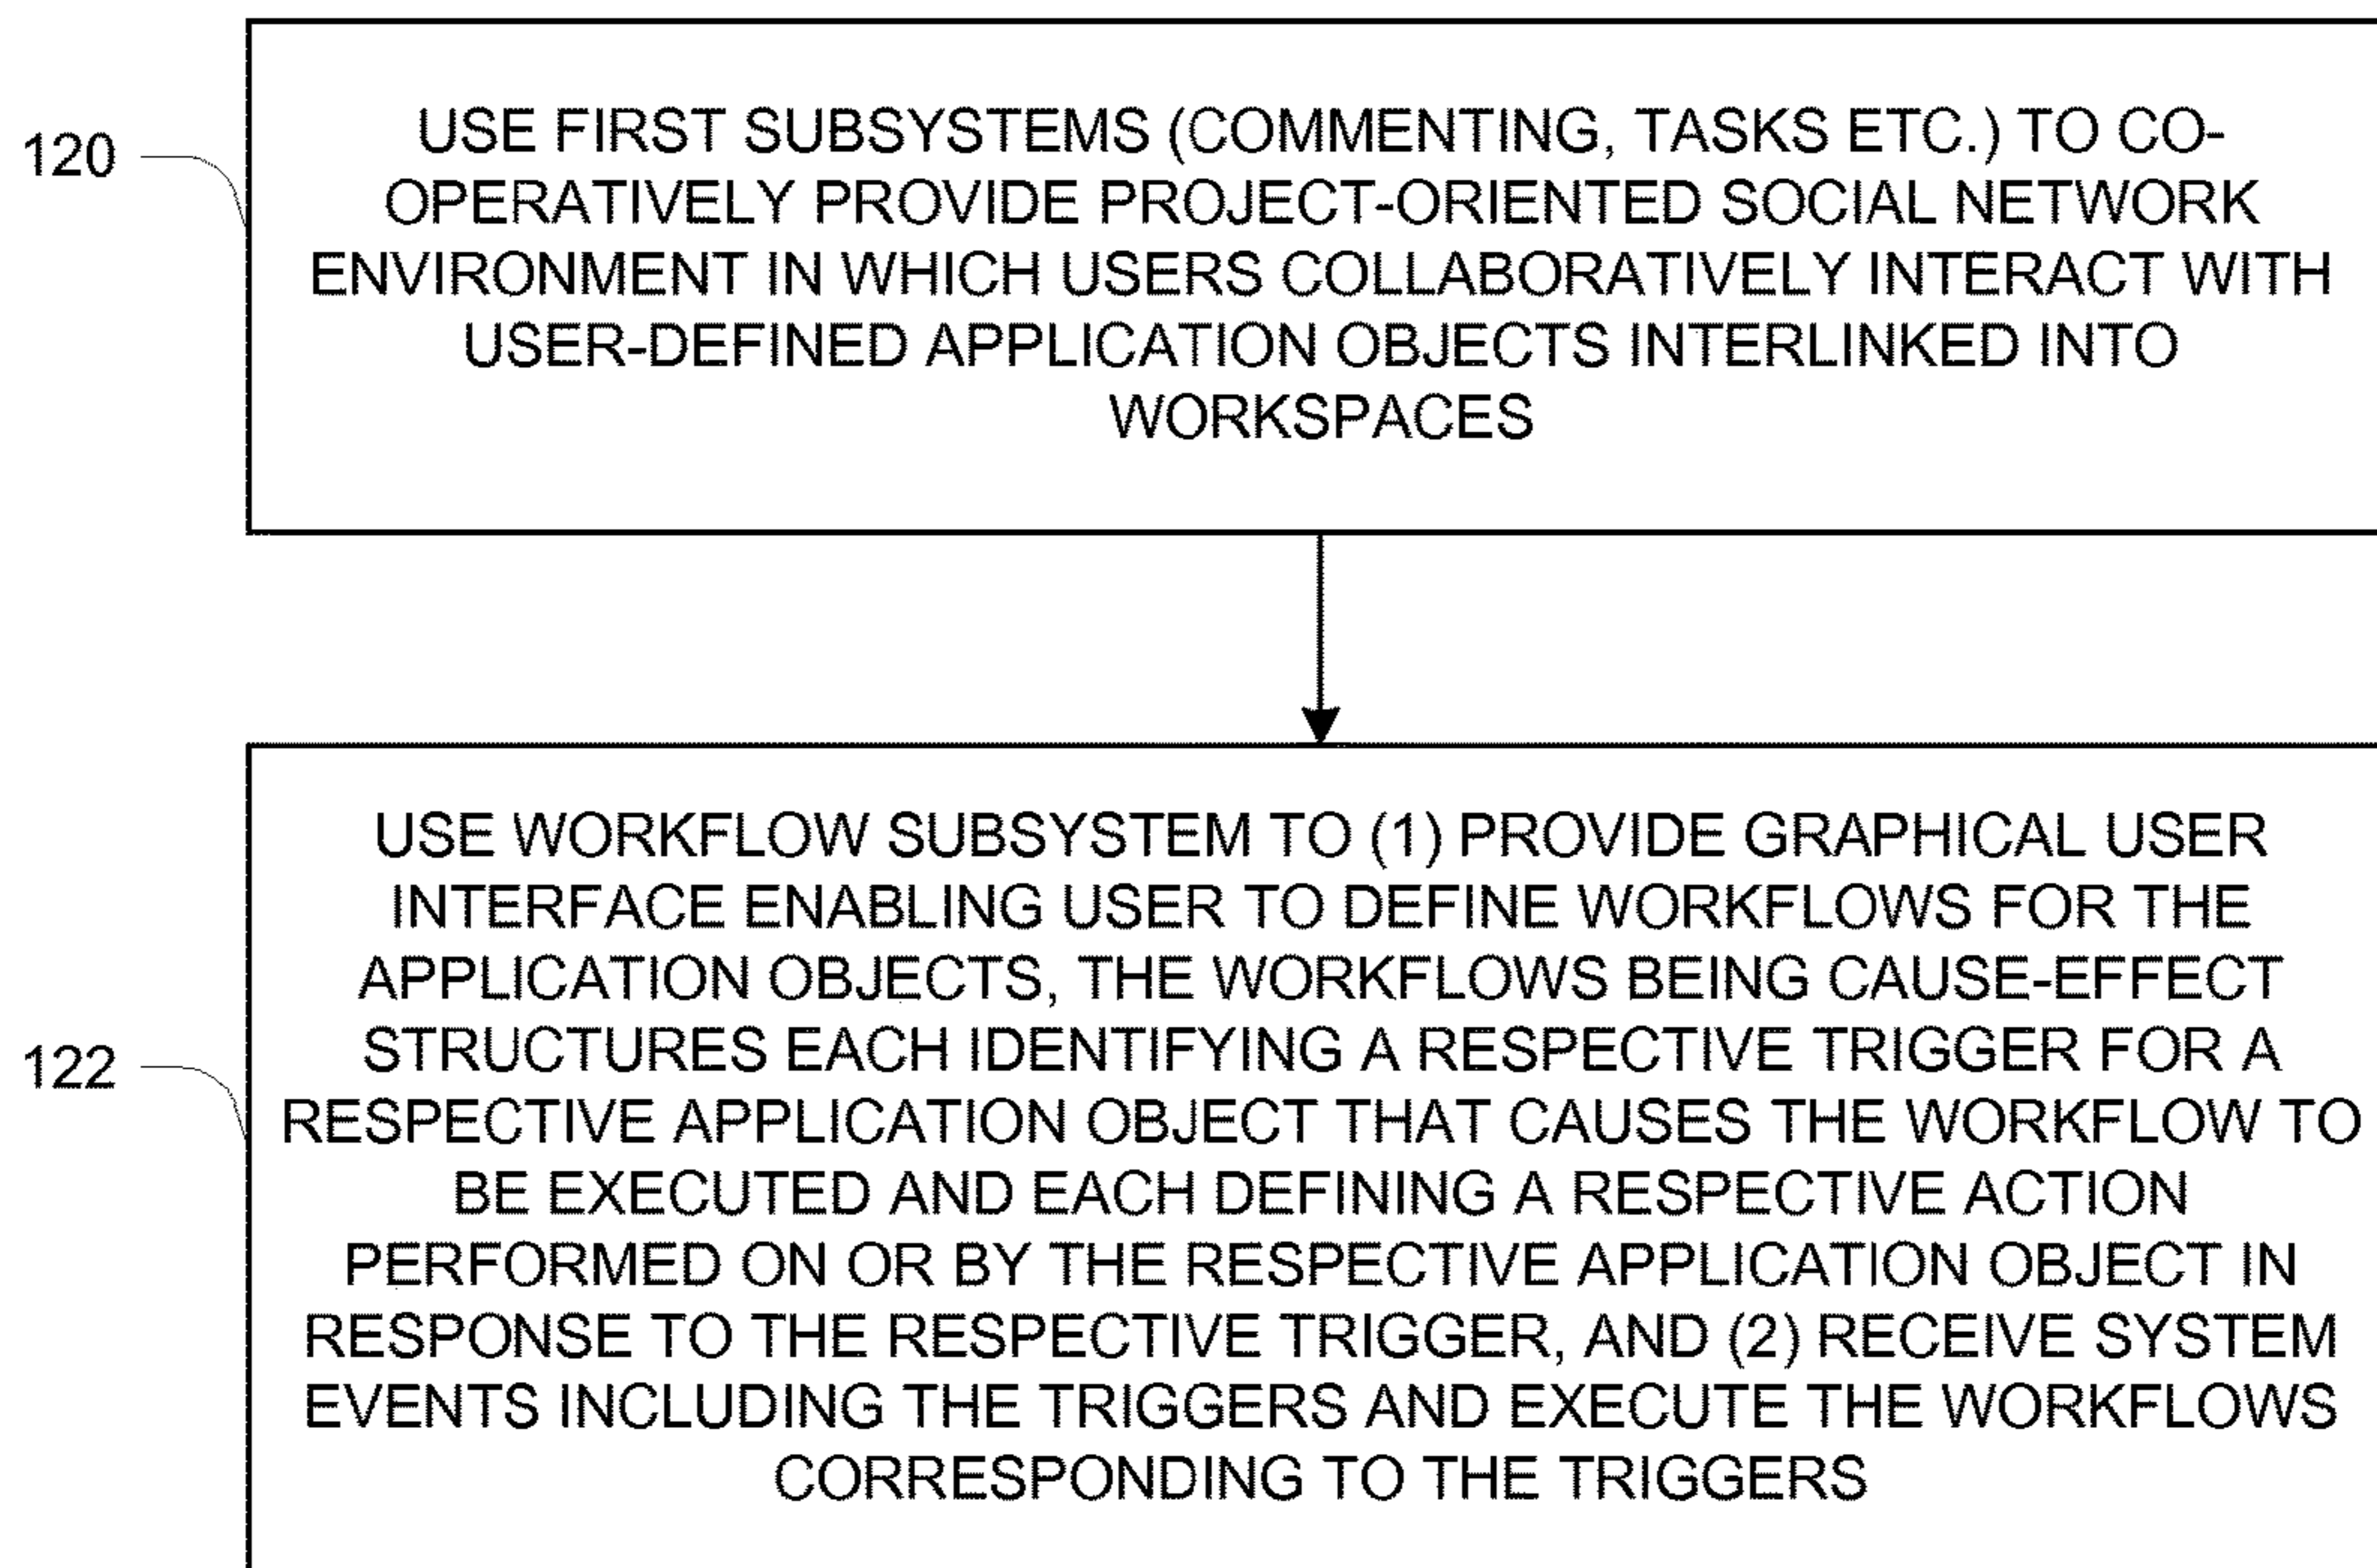 120
USE FIRST SUBSYSTEMS (COMMENTING, TASKS ETC.) TO CO-
OPERATIVELY PROVIDE PROJECT-ORIENTED SOCIAL NETWORK
ENVIRONMENT IN WHICH USERS COLLABORATIVELY INTERACT WITH
USER-DEFINED APPLICATION OBJECTS INTERLINKED INTO
WORKSPACES
122
USE WORKFLOW SUBSYSTEM TO (1) PROVIDE GRAPHICAL USER
INTERFACE ENABLING USER TO DEFINE WORKFLOWS FOR THE
APPLICATION OBJECTS, THE WORKFLOWS BEING CAUSE-EFFECT
STRUCTURES EACH IDENTIFYING A RESPECTIVE TRIGGER FOR A
RESPECTIVE APPLICATION OBJECT THAT CAUSES THE WORKFLOW TO
BE EXECUTED AND EACH DEFINING A RESPECTIVE ACTION
PERFORMED ON OR BY THE RESPECTIVE APPLICATION OBJECT IN
RESPONSE TO THE RESPECTIVE TRIGGER, AND (2) RECEIVE SYSTEM
EVENTS INCLUDING THE TRIGGERS AND EXECUTE THE WORKFLOWS
CORRESPONDING TO THE TRIGGERS